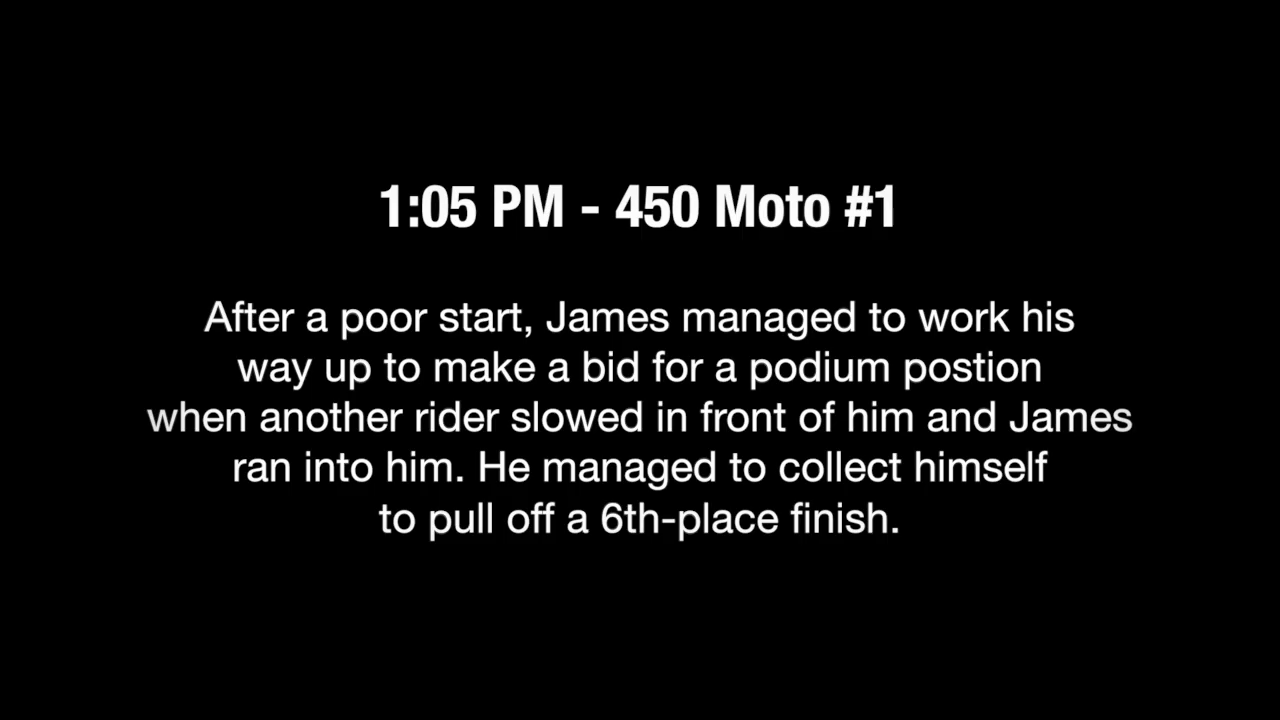 1:05 PM - 450 Moto #1
After a poor start, James managed to work his
way up to make a bid for a podium postion
when another rider slowed in front of him and James
ran into him. He managed to collect himself
to pull off a 6th-place finish.